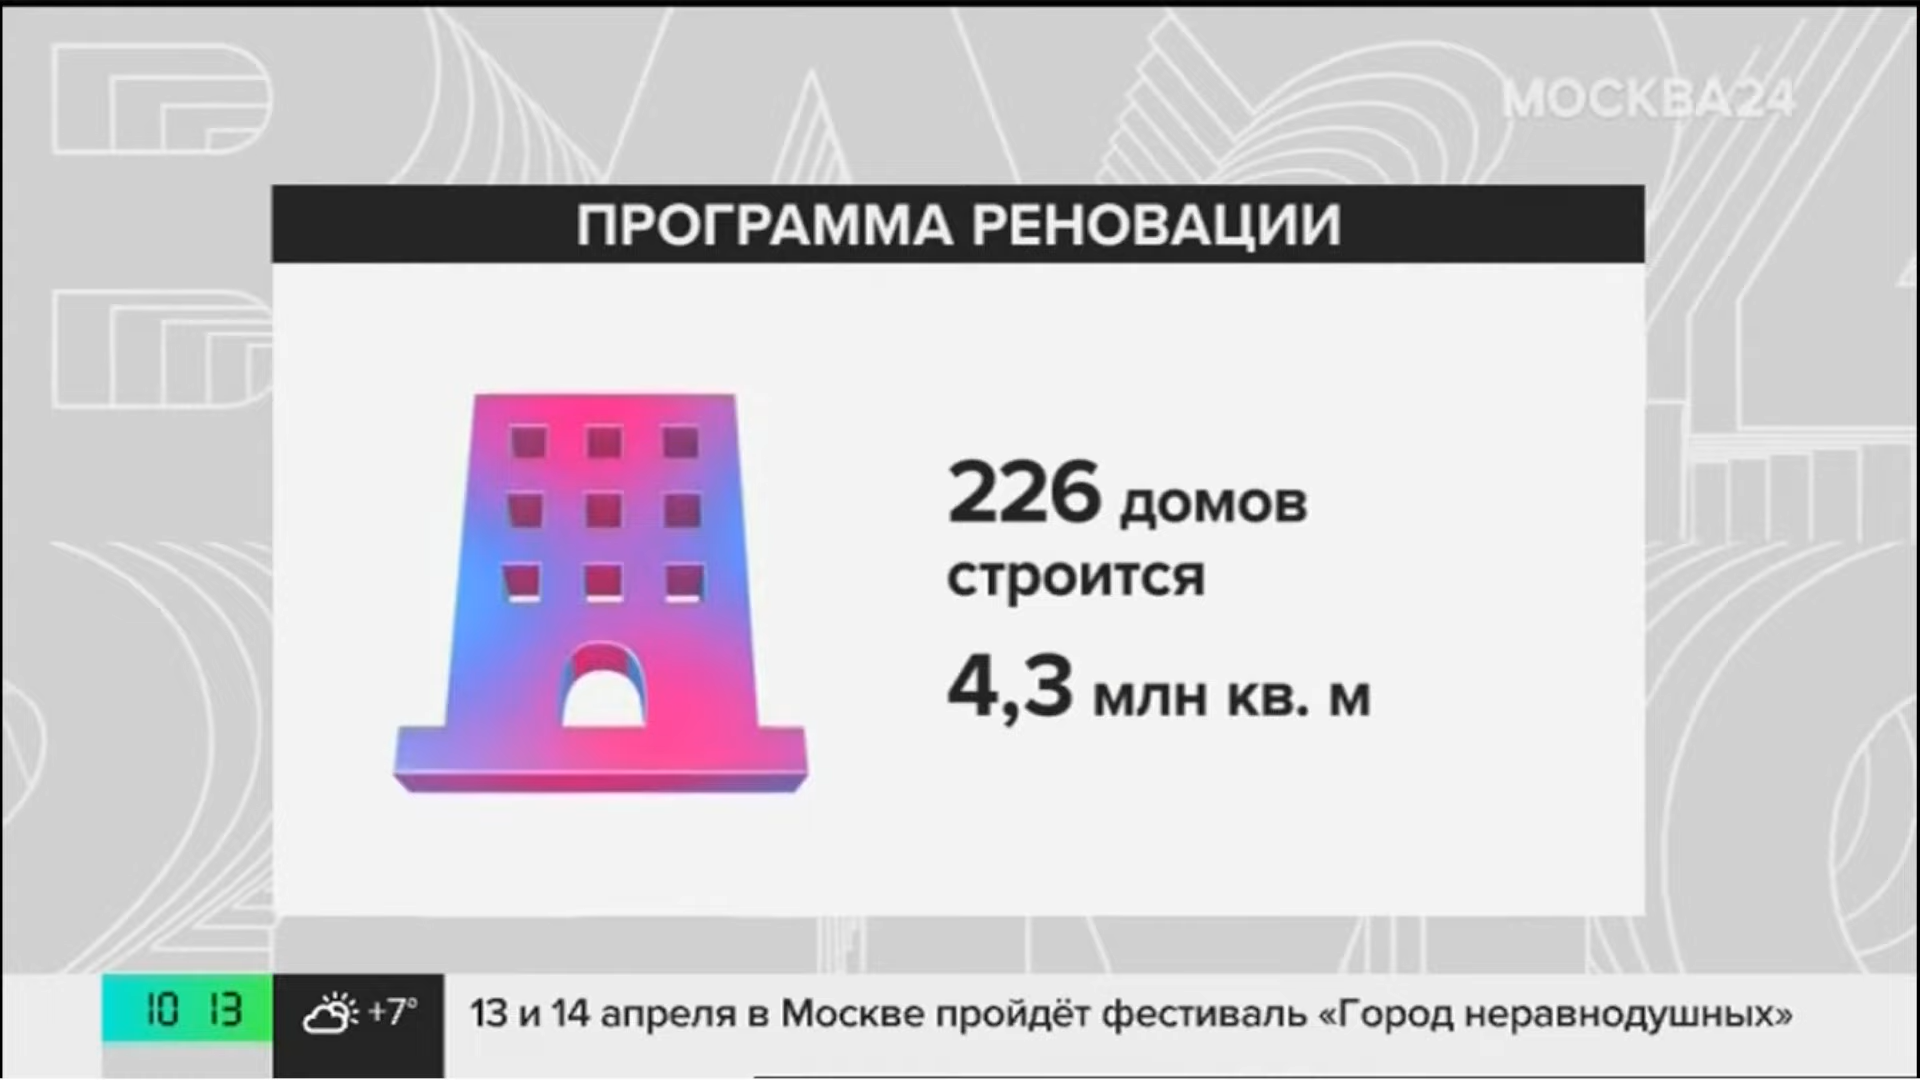 МОСКВА24
ПРОГРАММА РЕНОВАЦИИ
226 домов
строится
4,3 млн кв. м
10 13
+7°
13 и 14 апреля в Москве пройдёт фестиваль «Город неравнодушных»